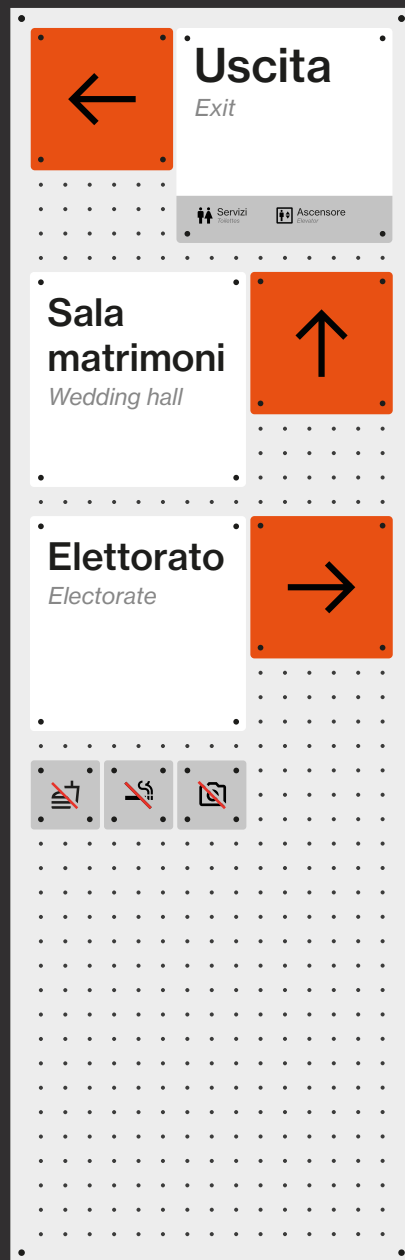 Uscita
Exit
Servizi
Toilettes
Ascensore
Elevator
Sala
matrimoni
Wedding hall
Elettorato
Electorate